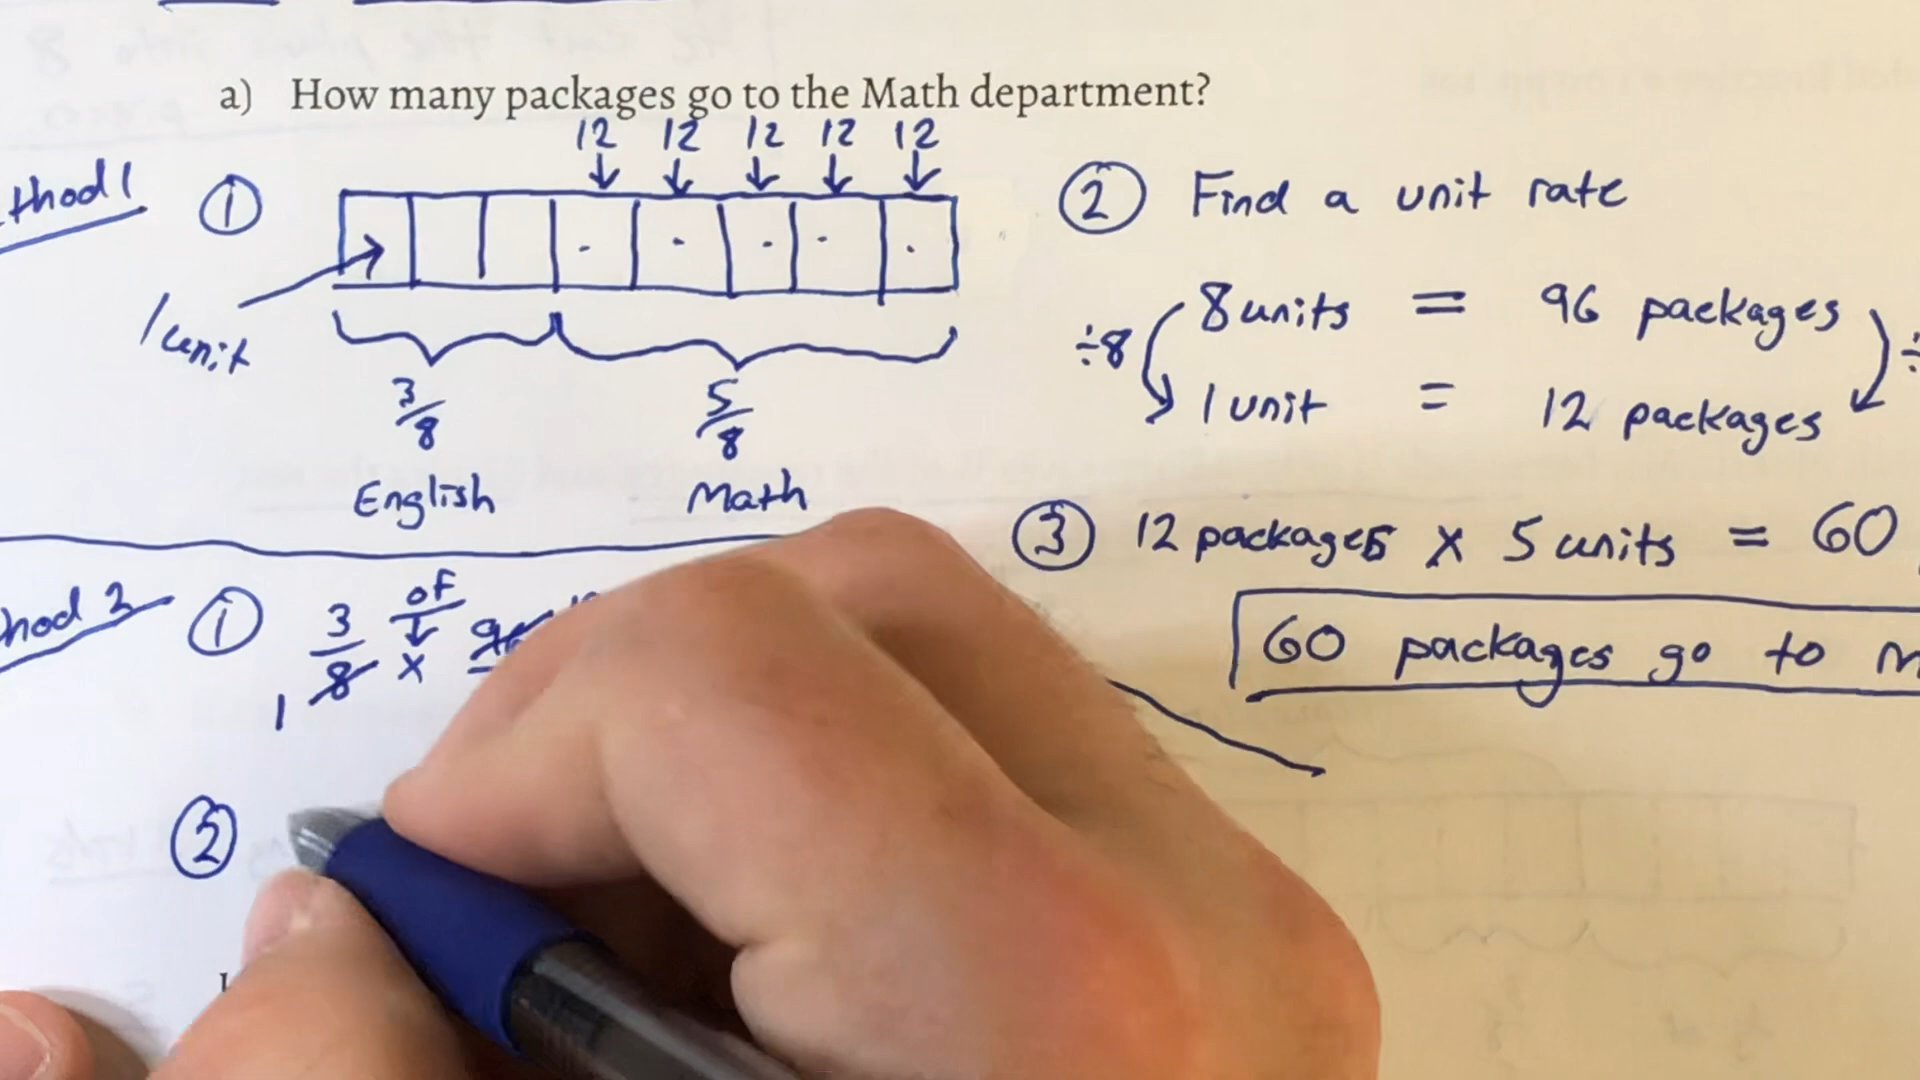 a) How many packages go to the Math department?
12 12 12 12 12
thod 1 ①
1 unit
3/8 5/8
English Math
② Find a unit rate
÷8 8 units = 96 packages ÷
1 unit = 12 packages
③ 12 packages x 5 units = 60
60 packages go to
hod 2 ① 3/8 of x
1
②